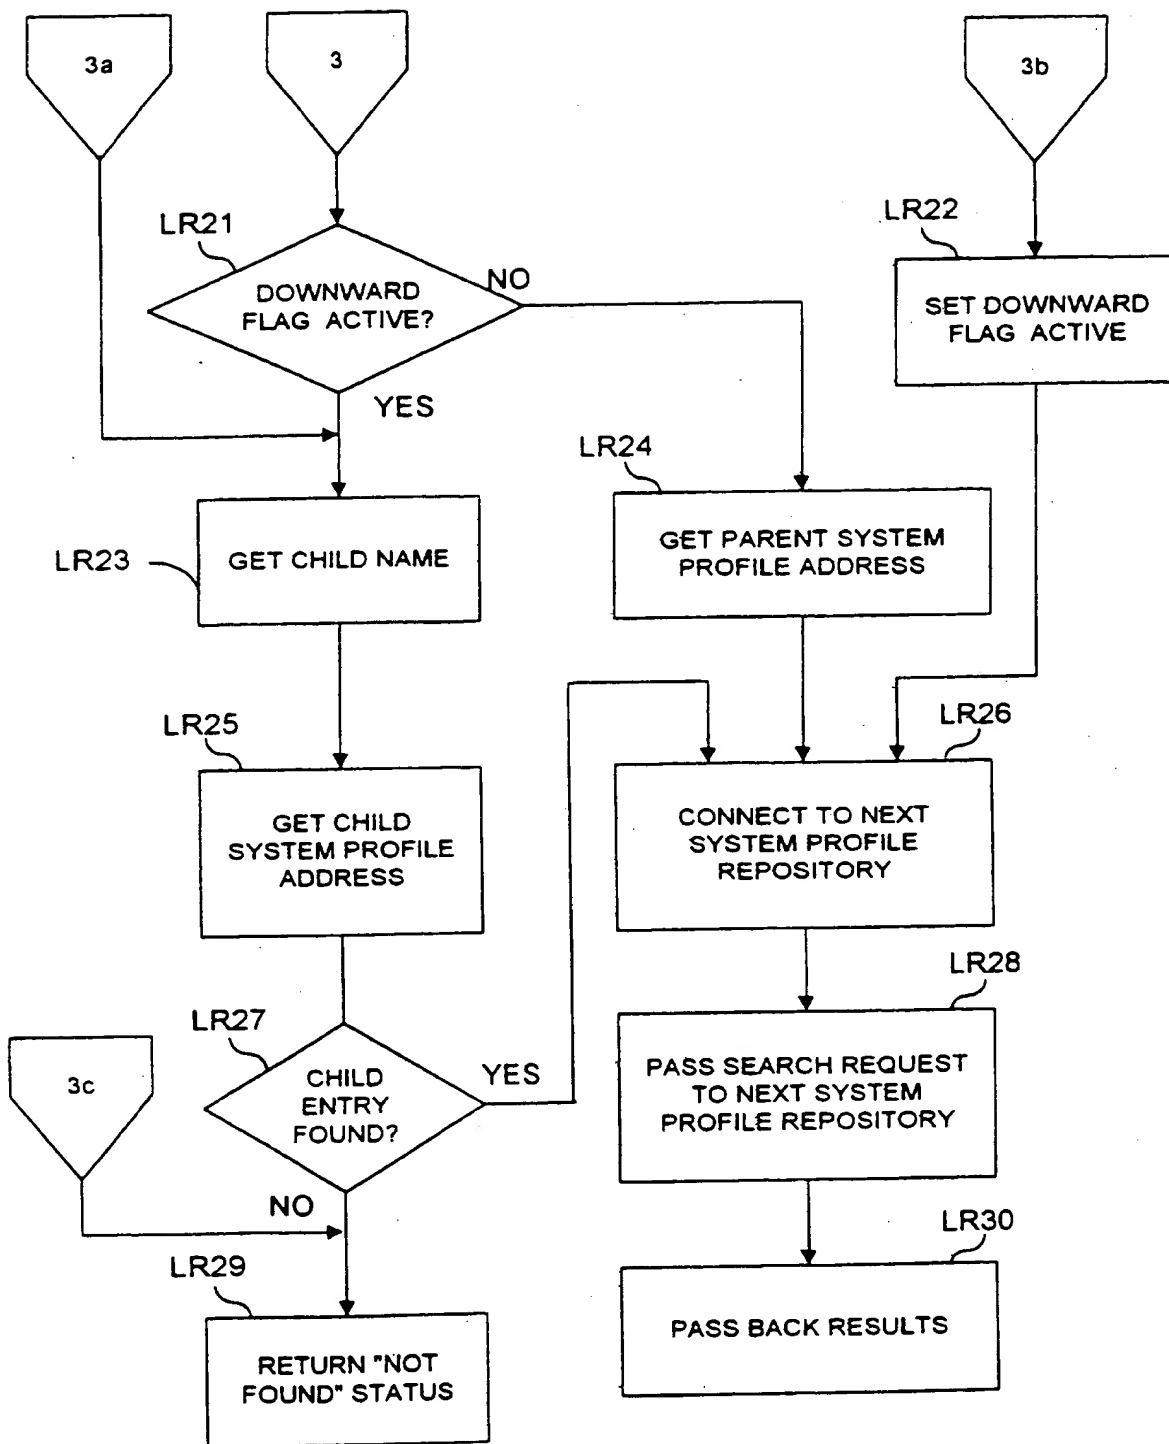 3a
3
3b
LR21
LR22
DOWNWARD
FLAG ACTIVE?
NO
SET DOWNWARD
FLAG ACTIVE
YES
LR24
LR23
GET CHILD NAME
GET PARENT SYSTEM
PROFILE ADDRESS
LR25
LR26
GET CHILD
SYSTEM PROFILE
ADDRESS
CONNECT TO NEXT
SYSTEM PROFILE
REPOSITORY
LR28
LR27
3c
CHILD
ENTRY
FOUND?
YES
PASS SEARCH REQUEST
TO NEXT SYSTEM
PROFILE REPOSITORY
NO
LR30
LR29
PASS BACK RESULTS
RETURN "NOT
FOUND" STATUS